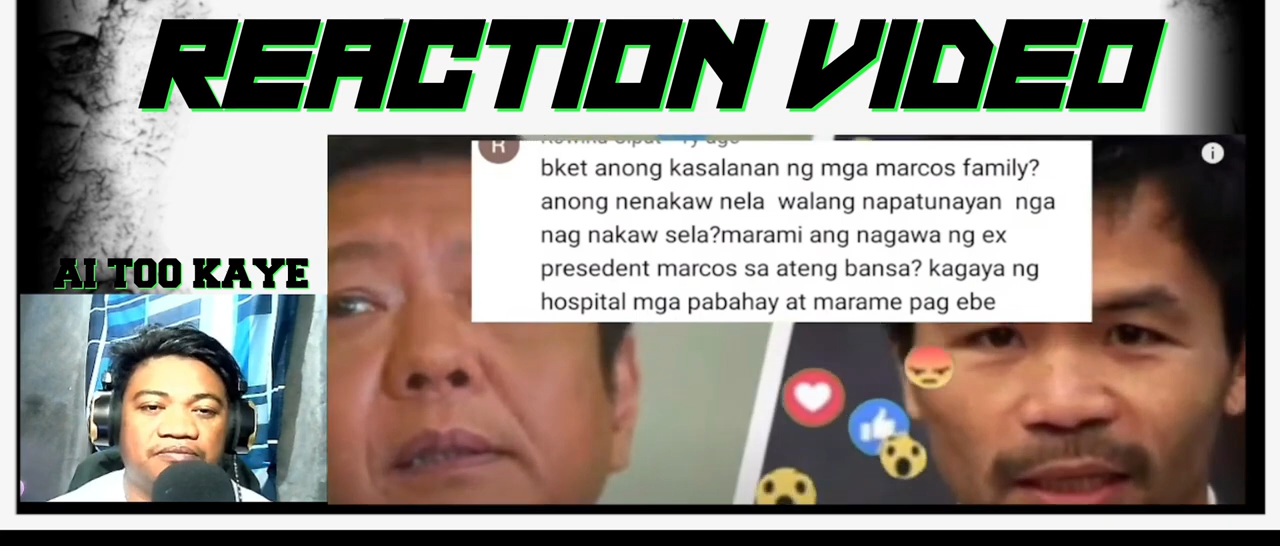 REACTION VIDEO
R
bket anong kasalanan ng mga marcos family?
anong nenakaw nela walang napatunayan nga
nag nakaw sela?marami ang nagawa ng ex
presedent marcos sa ateng bansa? kagaya ng
hospital mga pabahay at marame pag ebe
AI TOO KAYE